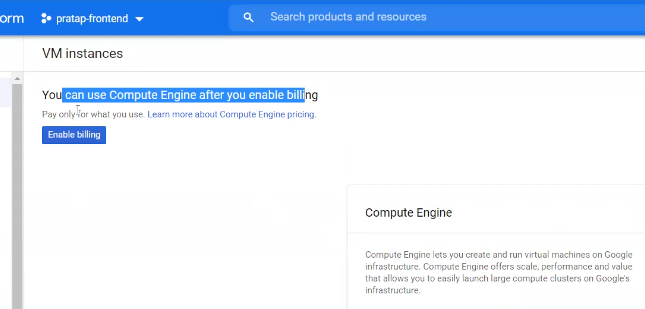 orm pratap-frontend Search products and resources
VM instances
You can use Compute Engine after you enable billing
Pay only for what you use. Learn more about Compute Engine pricing.
Enable billing
Compute Engine
Compute Engine lets you create and run virtual machines on Google
infrastructure. Compute Engine offers scale, performance and value
that allows you to easily launch large compute clusters on Google's
infrastructure.